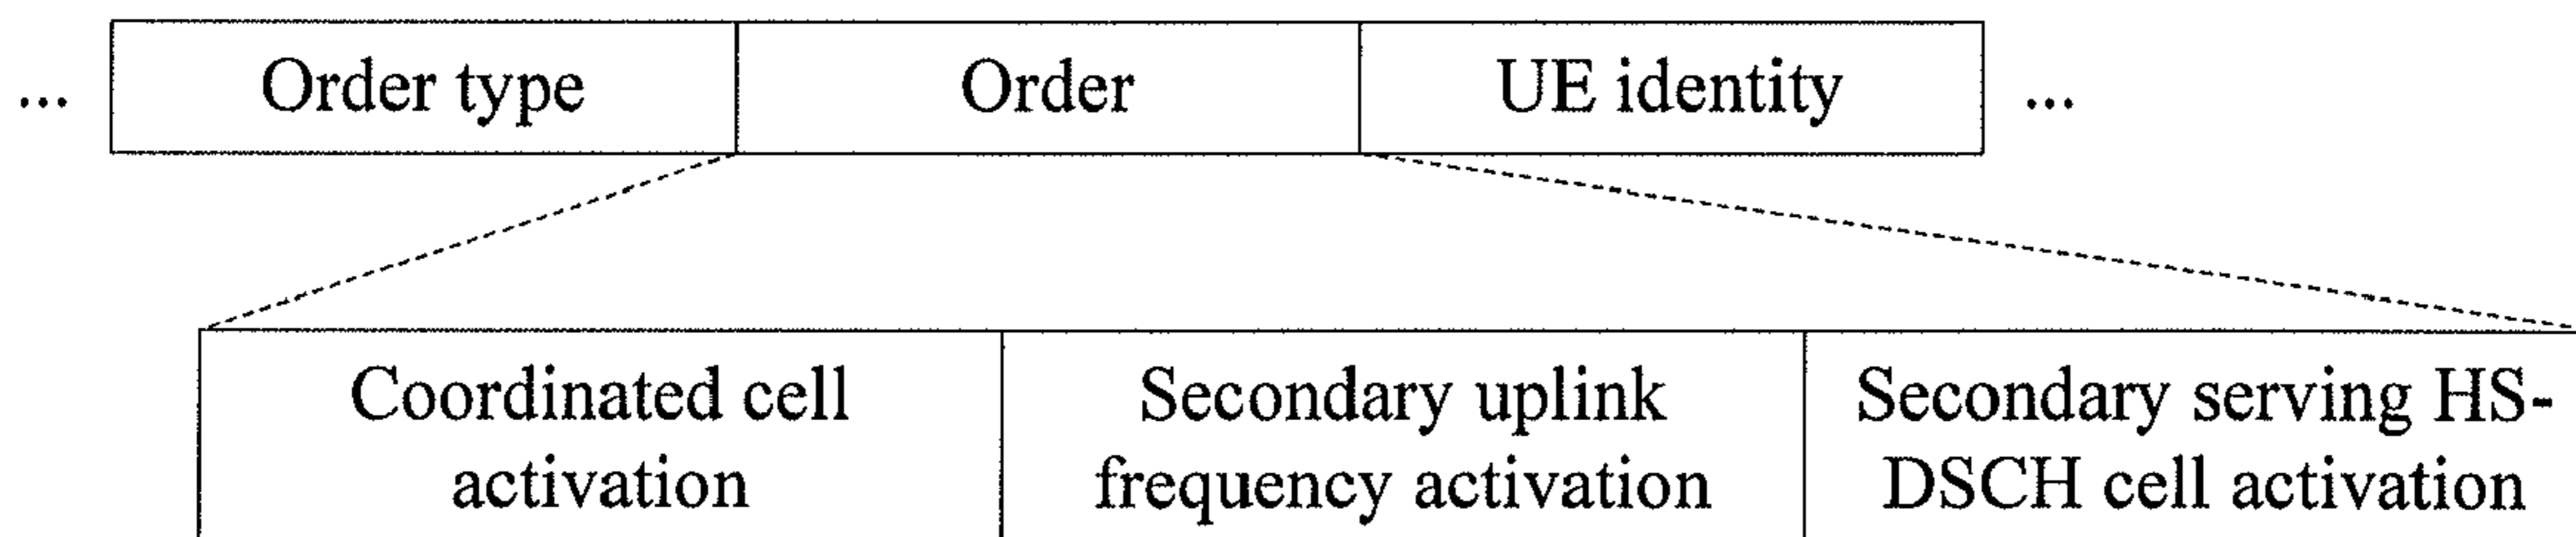 ... Order type Order UE identity ...
Coordinated cell Secondary uplink Secondary serving HS-
activation frequency activation DSCH cell activation